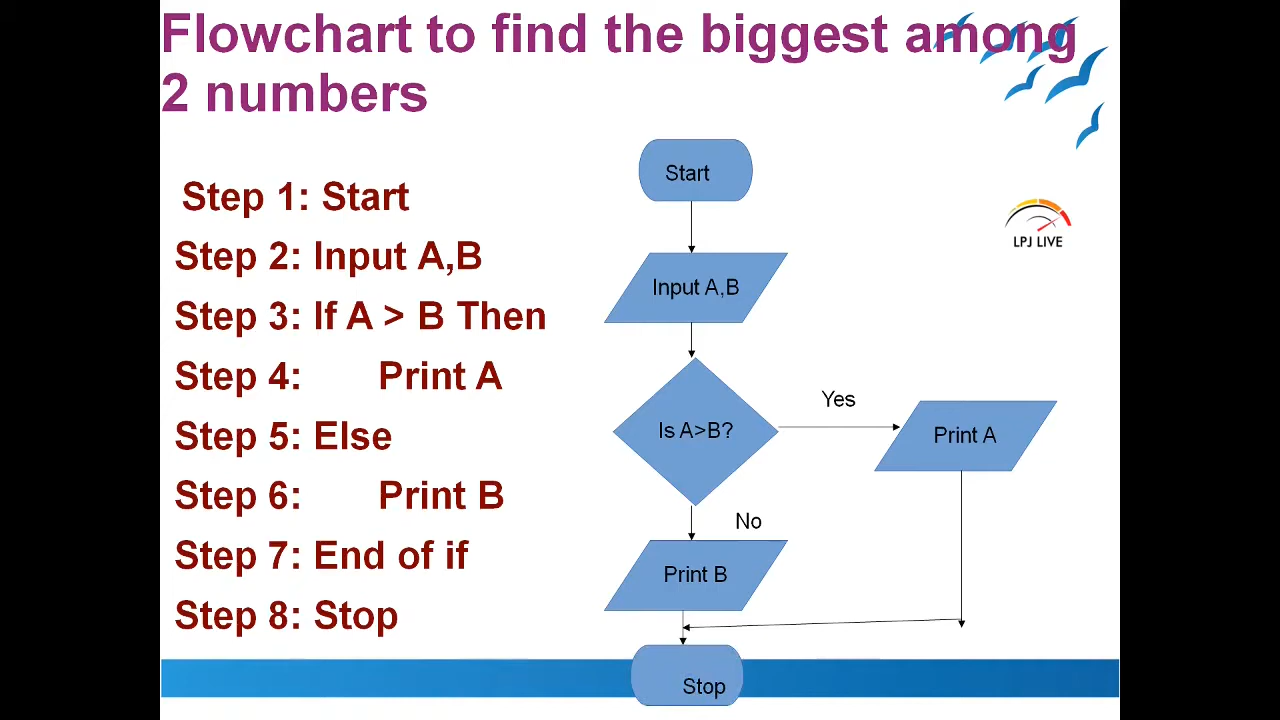 Flowchart to find the biggest among
2 numbers
Step 1: Start
Step 2: Input A,B
Step 3: If A > B Then
Step 4: Print A
Step 5: Else
Step 6: Print B
Step 7: End of if
Step 8: Stop
Start
Input A,B
Is A>B?
Yes
Print A
No
Print B
Stop
LPJ LIVE